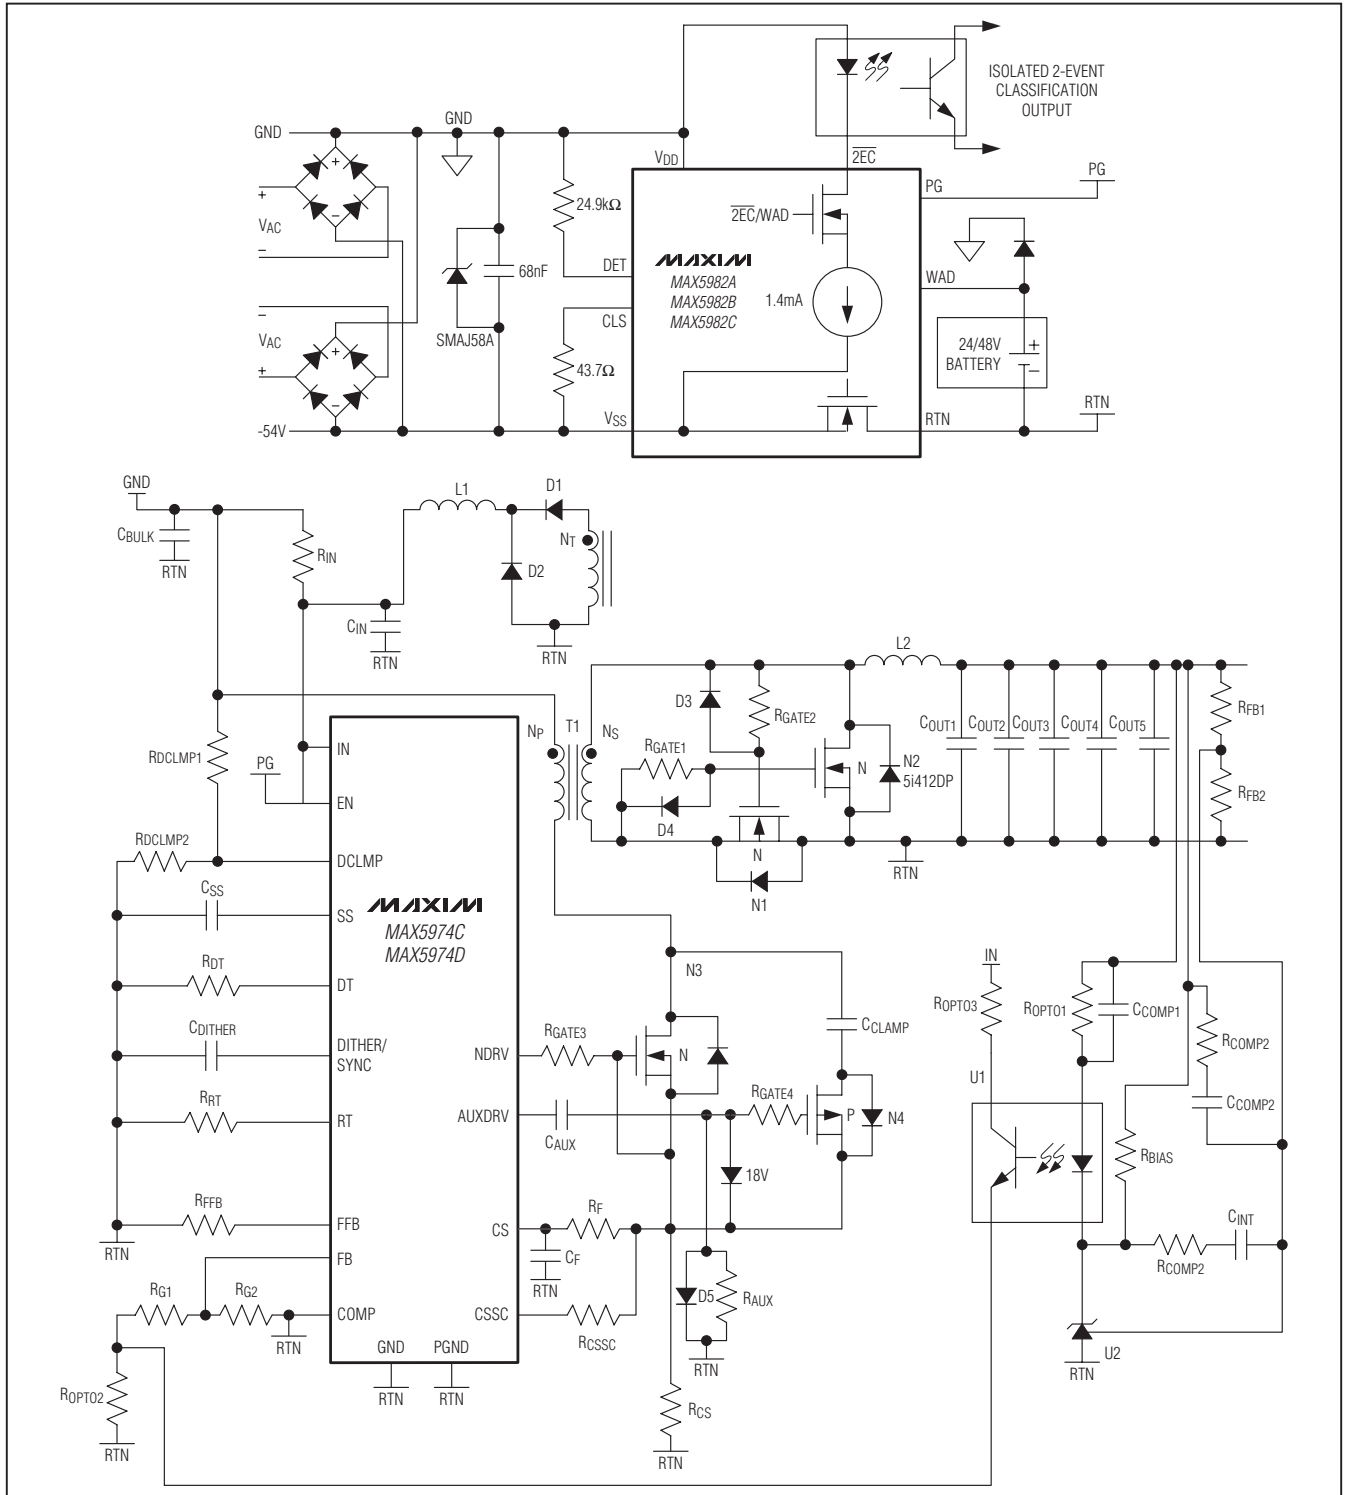 ISOLATED 2-EVENT
CLASSIFICATION
OUTPUT
GND
GND
VDD
2EC
PG
PG
+
VAC
−
+
−
24.9kΩ
2EC/WAD
DET
68nF
MAXIM
MAX5982A
MAX5982B
MAX5982C
1.4mA
WAD
−
VAC
+
+
−
SMAJ58A
CLS
43.7Ω
24/48V
BATTERY
+
−
-54V
VSS
RTN
RTN
GND
CBULK
RTN
RIN
L1
D1
NT
D2
CIN
RTN
RTN
L2
NP
T1
NS
D3
RGATE2
RGATE1
N
N2
5i412DP
COUT1
COUT2
COUT3
COUT4
COUT5
RFB1
RFB2
D4
N
N1
RTN
RDCLMP1
PG
IN
EN
RDCLMP2
DCLMP
CSS
SS
MAXIM
MAX5974C
MAX5974D
RDT
DT
N3
IN
ROPTO3
ROPTO1
CCOMP1
CDITHER
DITHER/
SYNC
NDRV
RGATE3
N
CCLAMP
RCOMP2
RRT
RT
AUXDRV
CAUX
RGATE4
P
N4
U1
CCOMP2
18V
RBIAS
RFFB
FFB
RTN
CS
RF
CF
RTN
FB
CINT
RCOMP2
RG1
RG2
COMP
RTN
CSSC
RCSSC
D5
RAUX
RTN
U2
RTN
GND
PGND
RTN
RTN
ROPTO2
RTN
RCS
RTN